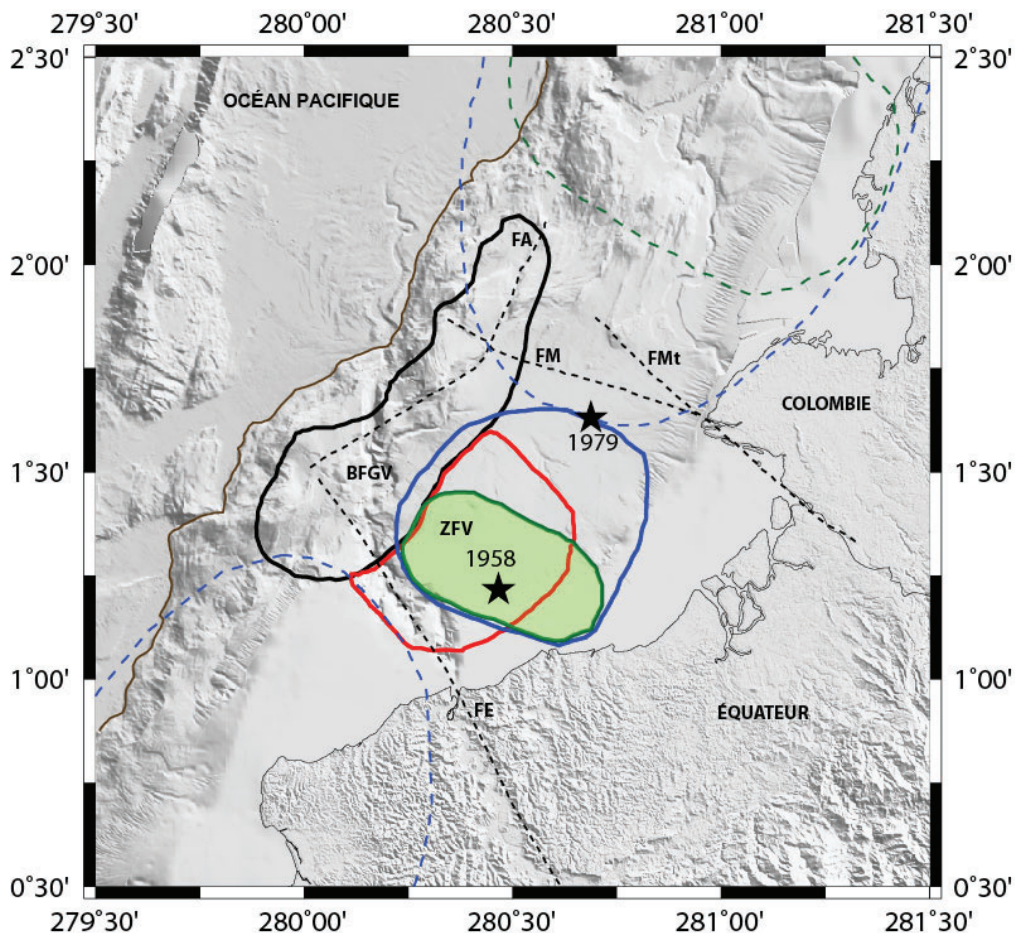 279˚30' 280˚00' 280˚30' 281˚00' 281˚30'
2˚30' 2˚30'
OCÉAN PACIFIQUE
FA
2˚00' 2˚00'
FM
FMt
COLOMBIE
1979
1˚30' 1˚30'
BFGV
ZFV
1958
1˚00' 1˚00'
FE
ÉQUATEUR
0˚30' 0˚30'
279˚30' 280˚00' 280˚30' 281˚00' 281˚30'